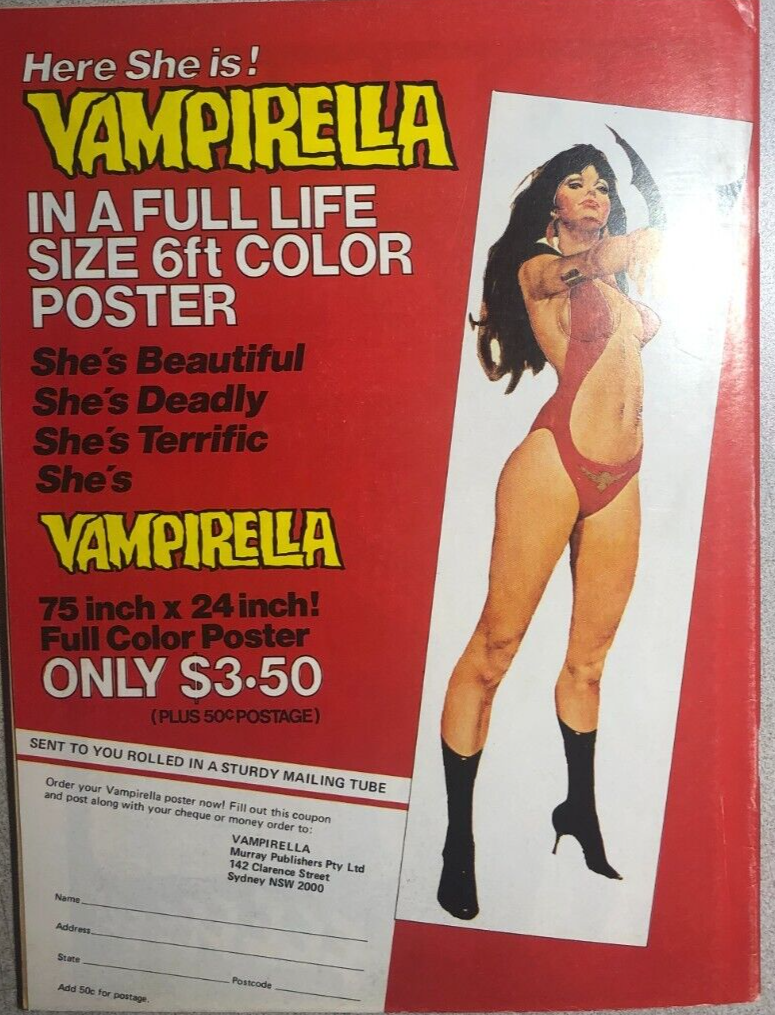 Here She is!
VAMPIRELLA
IN A FULL LIFE
SIZE 6ft COLOR
POSTER
She's Beautiful
She's Deadly
She's Terrific
She's
VAMPIRELLA
75 inch x 24 inch!
Full Color Poster
ONLY $3.50
(PLUS 50c POSTAGE)
SENT TO YOU ROLLED IN A STURDY MAILING TUBE
Order your Vampirella poster now! Fill out this coupon
and post along with your cheque or money order to:
VAMPIRELLA
Murray Publishers Pty Ltd
142 Clarence Street
Sydney NSW 2000
Name
Address
State
Postcode
Add 50c for postage.